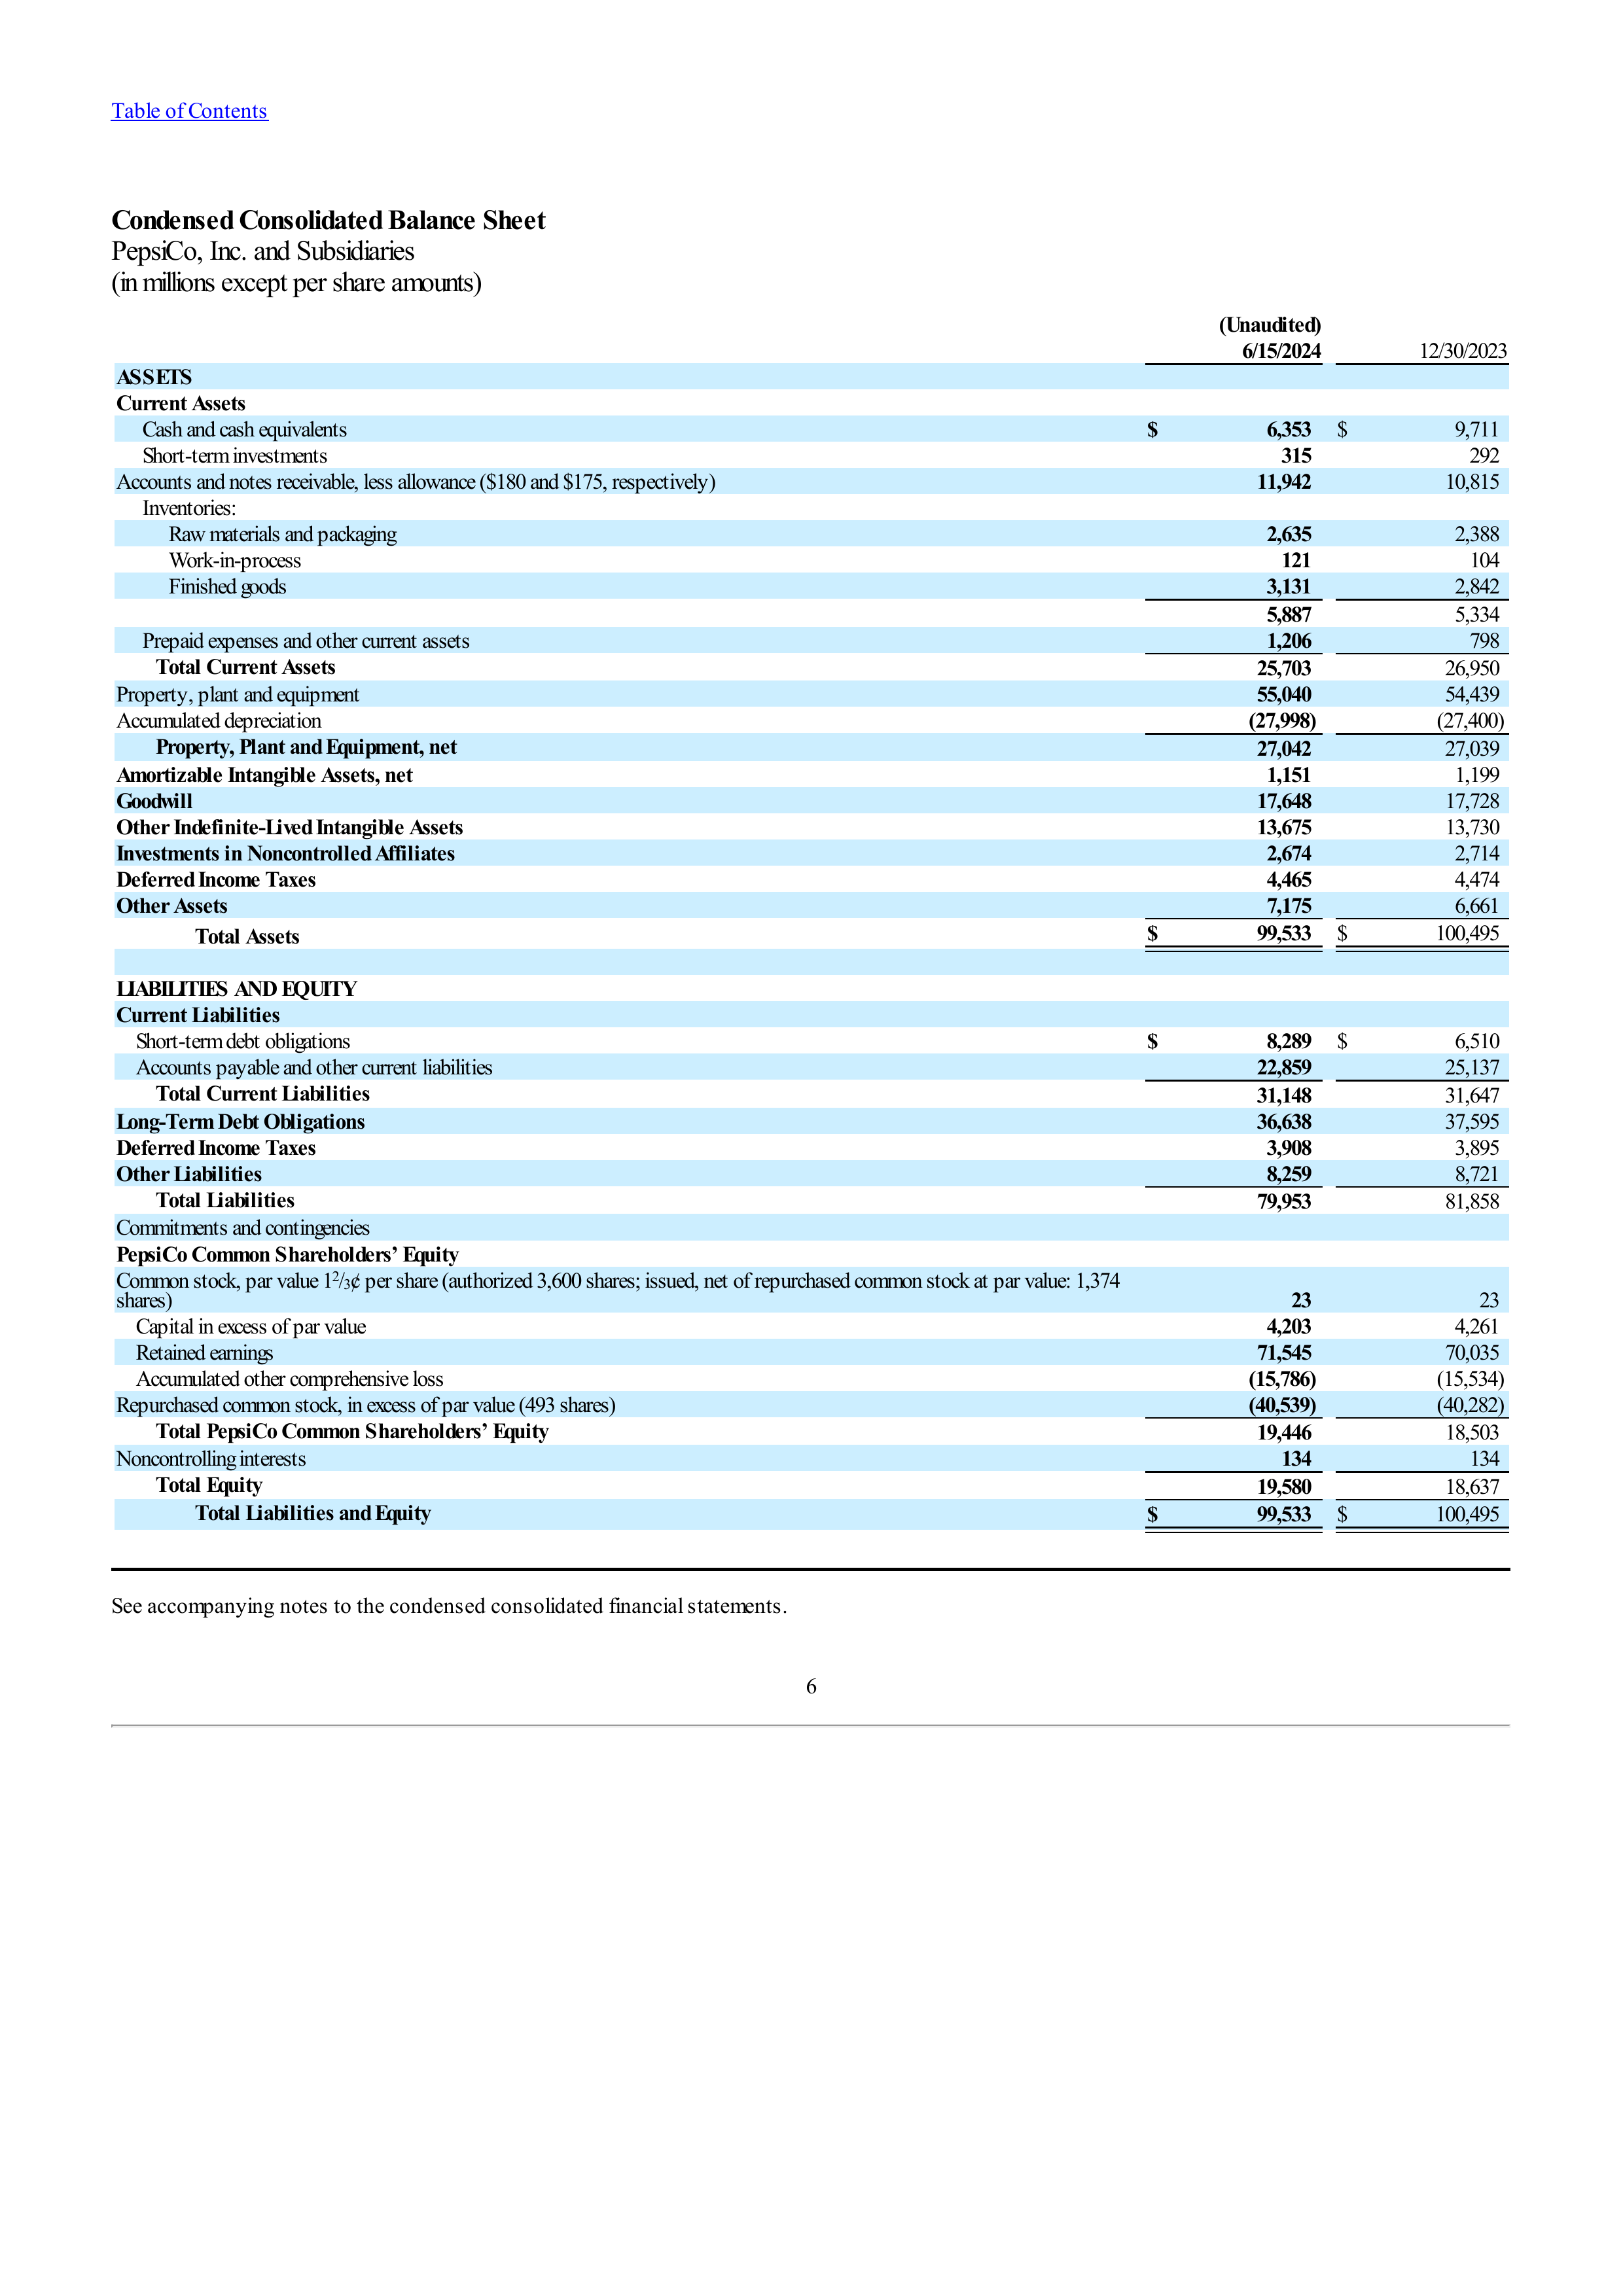 Table of Contents
Condensed Consolidated Balance Sheet
PepsiCo, Inc. and Subsidiaries
(in millions except per share amounts)
(Unaudited)
6/15/2024 12/30/2023
ASSETS
Current Assets
Cash and cash equivalents $ 6,353 $ 9,711
Short-term investments 315 292
Accounts and notes receivable, less allowance ($180 and $175, respectively) 11,942 10,815
Inventories:
Raw materials and packaging 2,635 2,388
Work-in-process 121 104
Finished goods 3,131 2,842
5,887 5,334
Prepaid expenses and other current assets 1,206 798
Total Current Assets 25,703 26,950
Property, plant and equipment 55,040 54,439
Accumulated depreciation (27,998) (27,400)
Property, Plant and Equipment, net 27,042 27,039
Amortizable Intangible Assets, net 1,151 1,199
Goodwill 17,648 17,728
Other Indefinite-Lived Intangible Assets 13,675 13,730
Investments in Noncontrolled Affiliates 2,674 2,714
Deferred Income Taxes 4,465 4,474
Other Assets 7,175 6,661
Total Assets $ 99,533 $ 100,495
LIABILITIES AND EQUITY
Current Liabilities
Short-term debt obligations $ 8,289 $ 6,510
Accounts payable and other current liabilities 22,859 25,137
Total Current Liabilities 31,148 31,647
Long-Term Debt Obligations 36,638 37,595
Deferred Income Taxes 3,908 3,895
Other Liabilities 8,259 8,721
Total Liabilities 79,953 81,858
Commitments and contingencies
PepsiCo Common Shareholders’ Equity
Common stock, par value 1²/₃¢ per share (authorized 3,600 shares; issued, net of repurchased common stock at par value: 1,374
shares) 23 23
Capital in excess of par value 4,203 4,261
Retained earnings 71,545 70,035
Accumulated other comprehensive loss (15,786) (15,534)
Repurchased common stock, in excess of par value (493 shares) (40,539) (40,282)
Total PepsiCo Common Shareholders’ Equity 19,446 18,503
Noncontrolling interests 134 134
Total Equity 19,580 18,637
Total Liabilities and Equity $ 99,533 $ 100,495
See accompanying notes to the condensed consolidated financial statements.
6